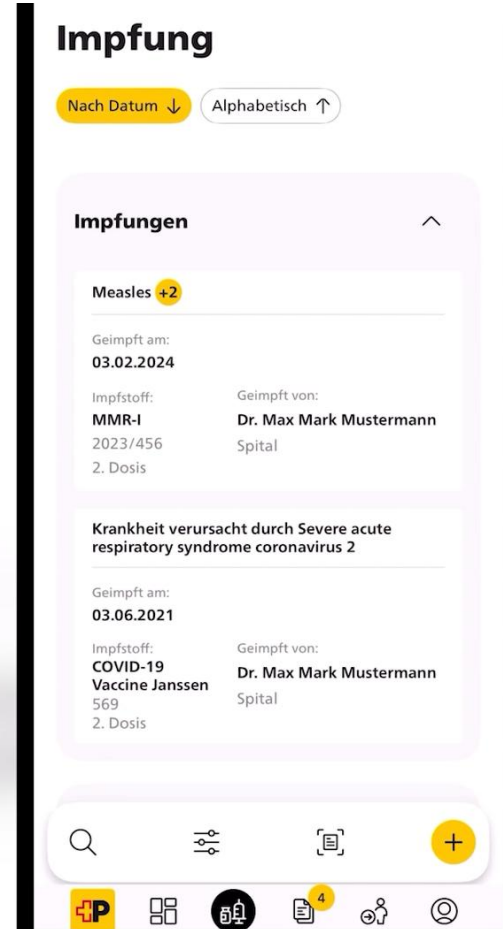 Impfung
Nach Datum ↓ Alphabetisch ↑
Impfungen
Measles +2
Geimpft am:
03.02.2024
Impfstoff: Geimpft von:
MMR-I Dr. Max Mark Mustermann
2023/456 Spital
2. Dosis
Krankheit verursacht durch Severe acute
respiratory syndrome coronavirus 2
Geimpft am:
03.06.2021
Impfstoff: Geimpft von:
COVID-19 Dr. Max Mark Mustermann
Vaccine Janssen
569 Spital
2. Dosis
+
P 4